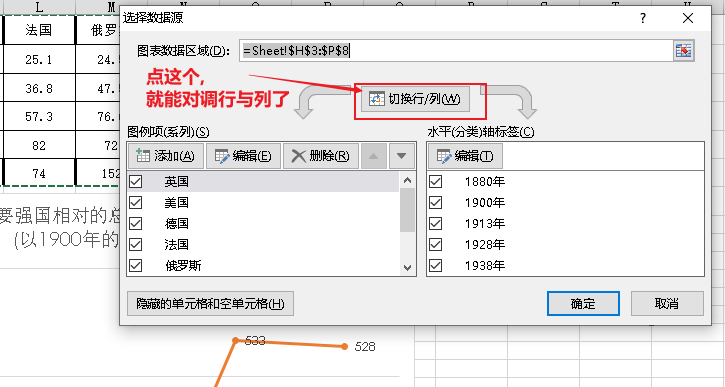 L M N O P Q R S T U
选择数据源
图表数据区域(D):
=Sheet!$H$3:$P$8
点这个,
就能对调行与列了
切换行/列(W)
图例项(系列)(S)
水平(分类)轴标签(C)
添加(A) 编辑(E) 删除(R)
编辑(T)
英国
美国
德国
法国
俄罗斯
1880年
1900年
1913年
1928年
1938年
隐藏的单元格和空单元格(H)
确定
取消
法国
25.1 24.
36.8 47.
57.3 76.
82 72
74 152
要强国相对的总
(以1900年的
533
528